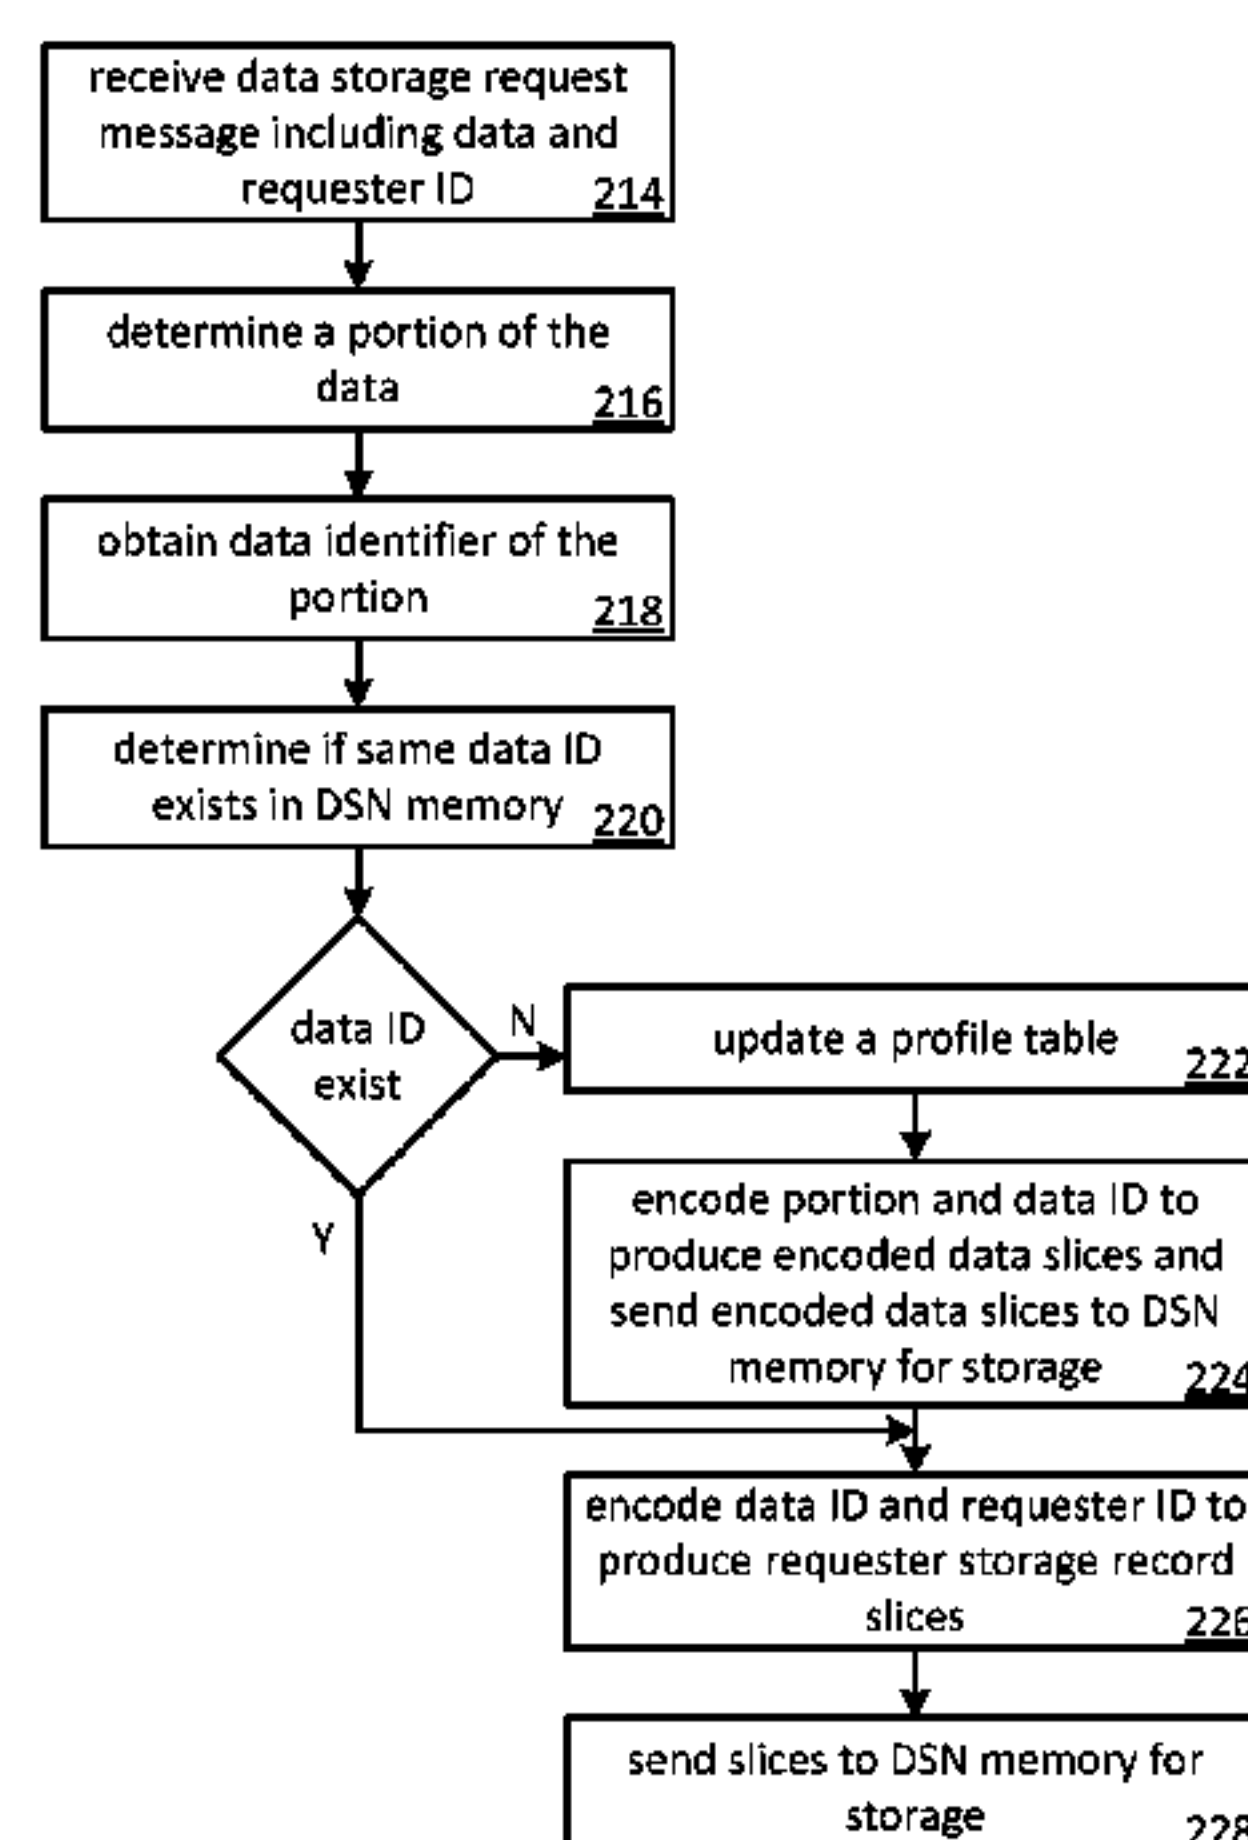 receive data storage request
message including data and
requester ID 214
determine a portion of the
data 216
obtain data identifier of the
portion 218
determine if same data ID
exists in DSN memory 220
data ID
exist
N
Y
update a profile table 222
encode portion and data ID to
produce encoded data slices and
send encoded data slices to DSN
memory for storage 224
encode data ID and requester ID to
produce requester storage record
slices 226
send slices to DSN memory for
storage 228